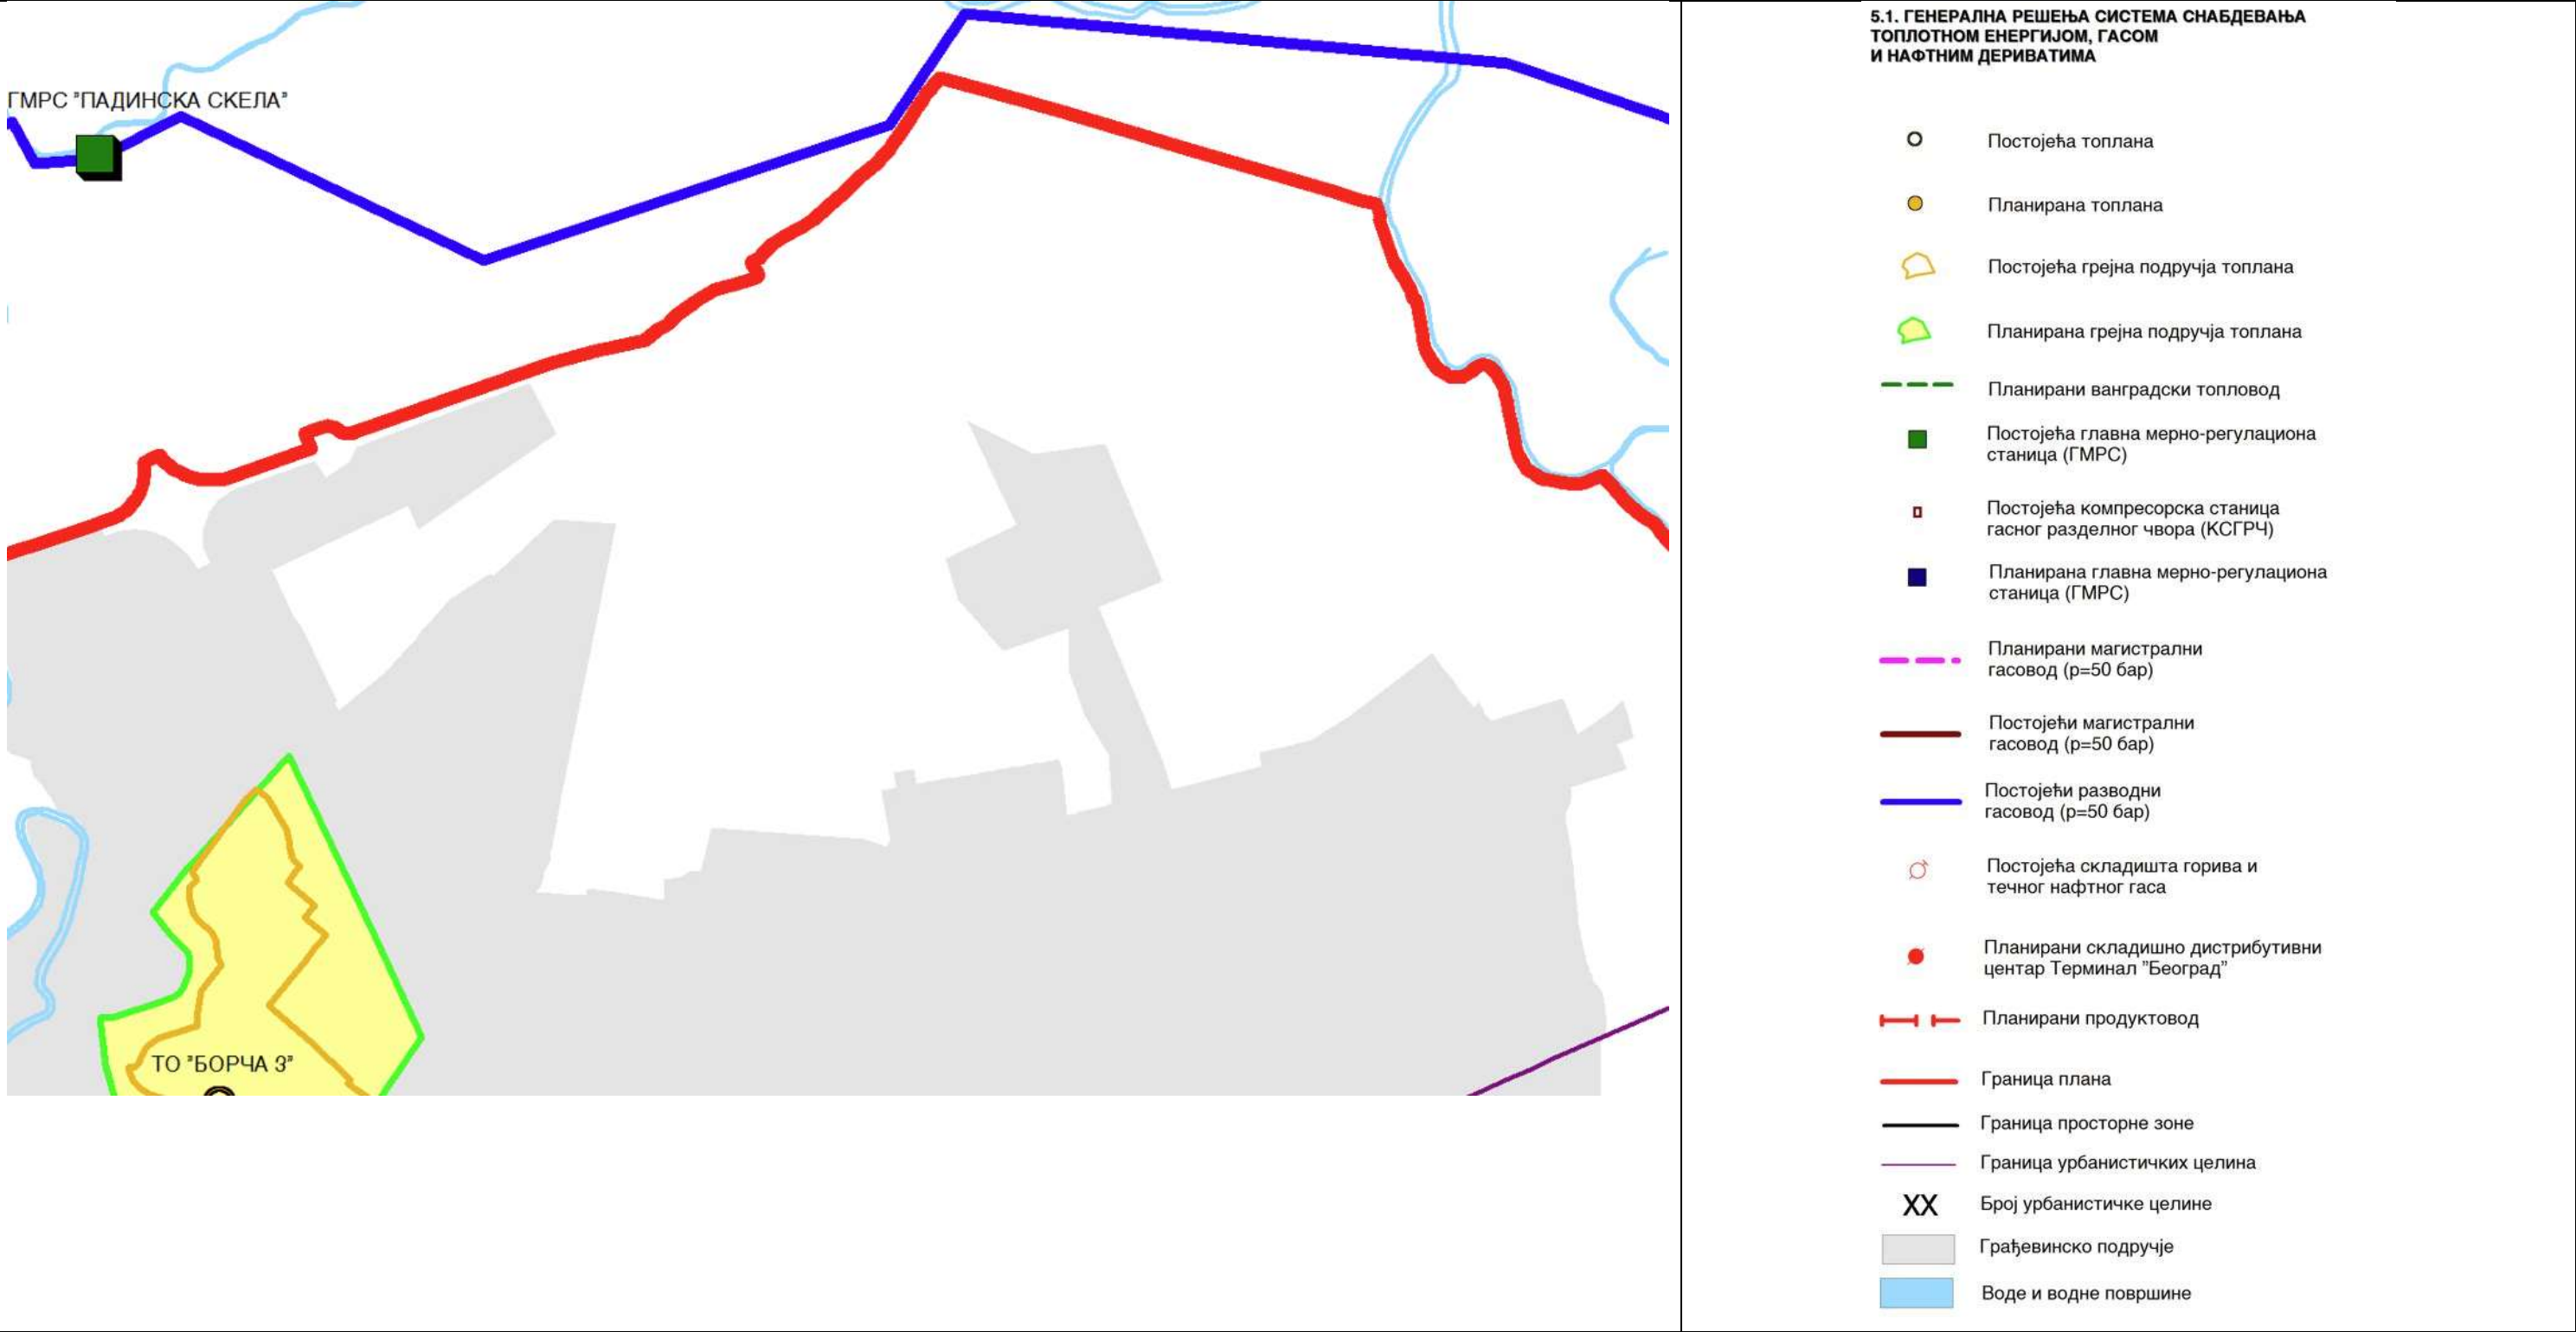 ГМРС "ПАДИНСКА СКЕЛА"
ТО "БОРЧА 3"
5.1. ГЕНЕРАЛНА РЕШЕЊА СИСТЕМА СНАБДЕВАЊА
ТОПЛОТНОМ ЕНЕРГИЈОМ, ГАСОМ
И НАФТНИМ ДЕРИВАТИМА
Постојећа топлана
Планирана топлана
Постојећа грејна подручја топлана
Планирана грејна подручја топлана
Планирани ванградски топловод
Постојећа главна мерно-регулациона
станица (ГМРС)
Постојећа компресорска станица
гасног разделног чвора (КСГРЧ)
Планирана главна мерно-регулациона
станица (ГМРС)
Планирани магистрални
гасовод (р=50 бар)
Постојећи магистрални
гасовод (р=50 бар)
Постојећи разводни
гасовод (р=50 бар)
Постојећа складишта горива и
течног нафтног гаса
Планирани складишно дистрибутивни
центар Терминал "Београд"
Планирани продуктовод
Граница плана
Граница просторне зоне
Граница урбанистичких целина
XX Број урбанистичке целине
Грађевинско подручје
Воде и водне површине